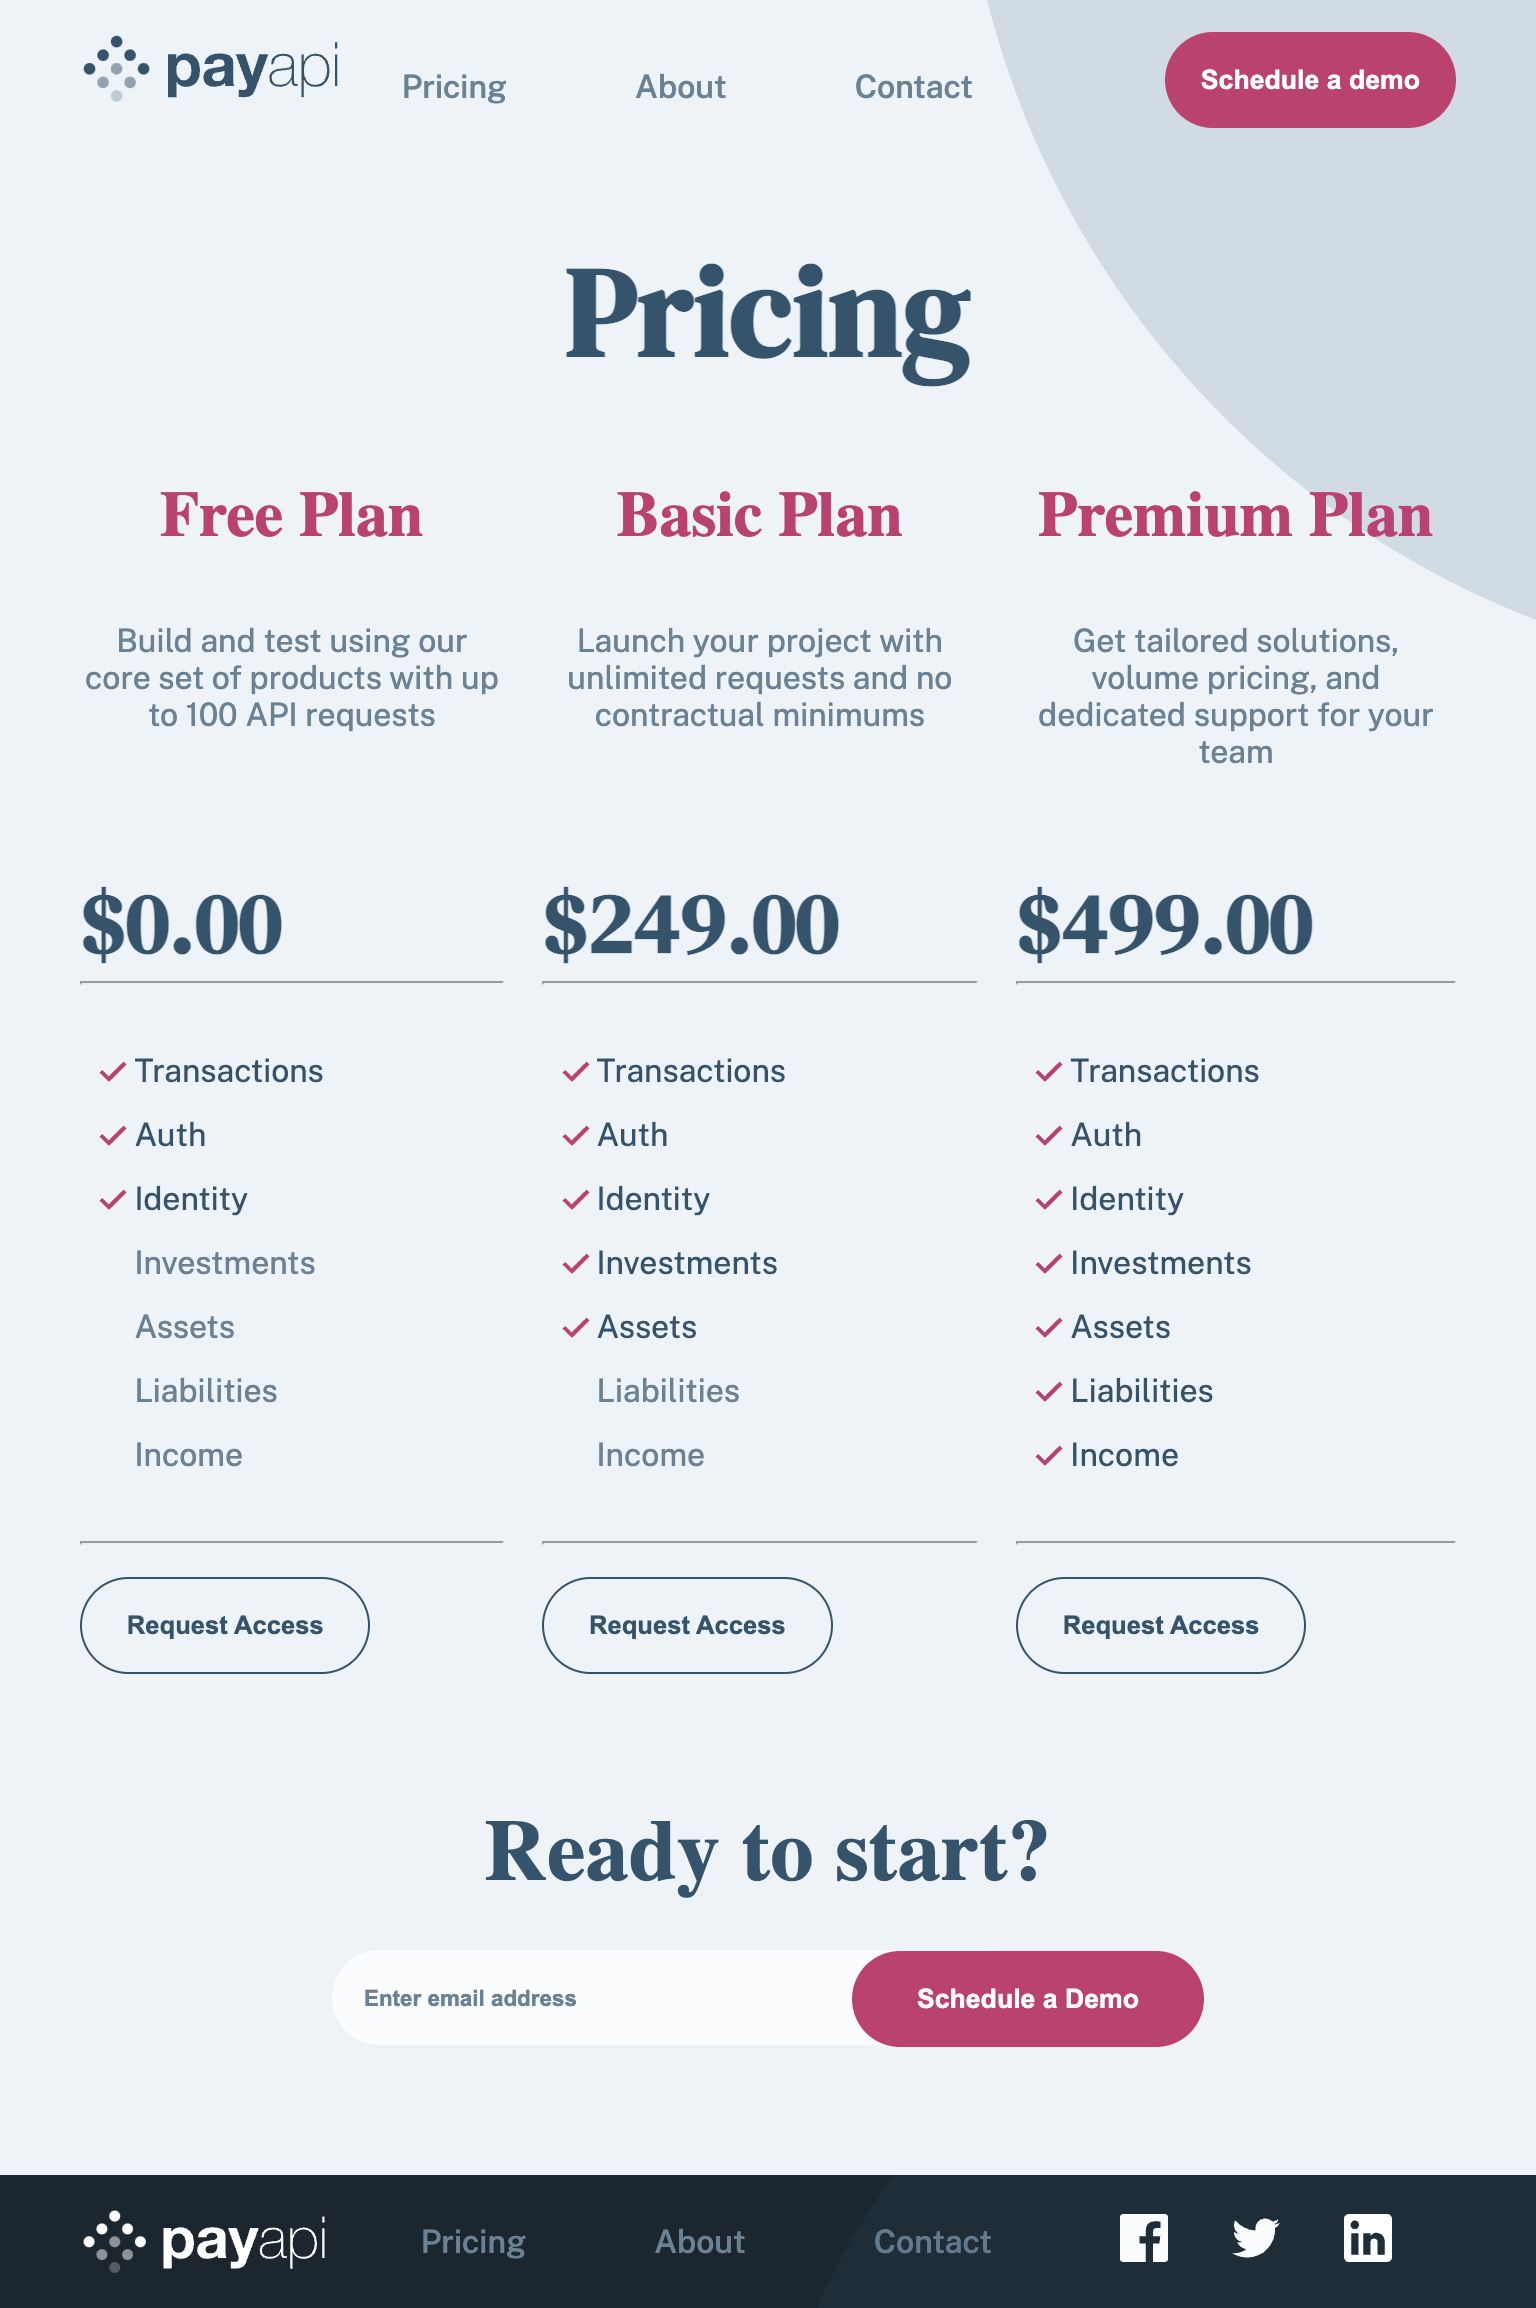 payapi
Pricing
About
Contact
Schedule a demo
Pricing
Free Plan
Build and test using our
core set of products with up
to 100 API requests
$0.00
Transactions
Auth
Identity
Investments
Assets
Liabilities
Income
Request Access
Basic Plan
Launch your project with
unlimited requests and no
contractual minimums
$249.00
Transactions
Auth
Identity
Investments
Assets
Liabilities
Income
Request Access
Premium Plan
Get tailored solutions,
volume pricing, and
dedicated support for your
team
$499.00
Transactions
Auth
Identity
Investments
Assets
Liabilities
Income
Request Access
Ready to start?
Enter email address
Schedule a Demo
payapi
Pricing
About
Contact